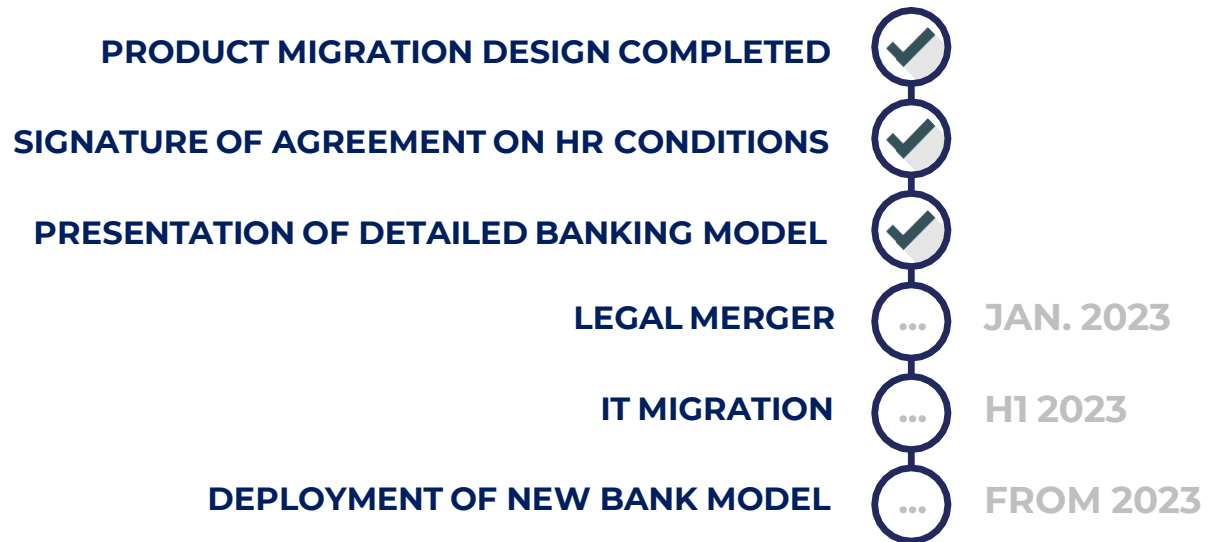 PRODUCT MIGRATION DESIGN COMPLETED
SIGNATURE OF AGREEMENT ON HR CONDITIONS
PRESENTATION OF DETAILED BANKING MODEL
LEGAL MERGER ... JAN. 2023
IT MIGRATION ... H1 2023
DEPLOYMENT OF NEW BANK MODEL ... FROM 2023